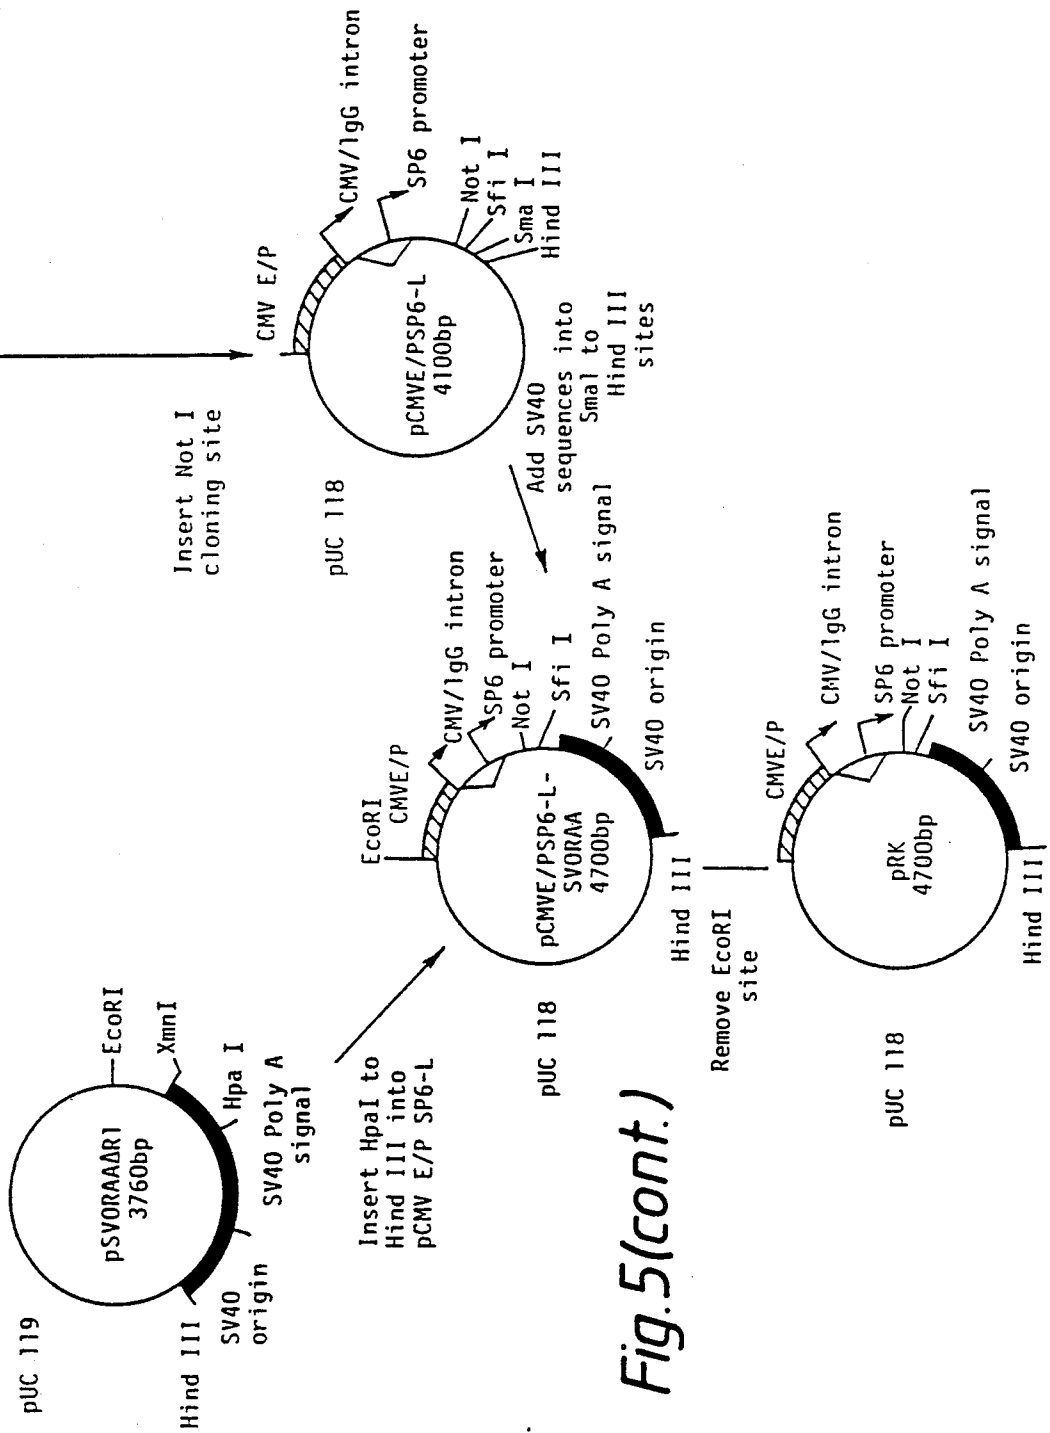 pUC 119
pSVORAAΔRI
3760bp
EcoRI
XmnI
Hpa I
SV40 Poly A
signal
SV40
origin
Hind III
Insert HpaI to
Hind III into
pCMV E/P SP6-L
Insert Not I
cloning site
pUC 118
CMV E/P
CMV/IgG intron
SP6 promoter
Not I
Sfi I
Sma I
Hind III
pCMVE/PSP6-L
4100bp
Add SV40
sequences into
SmaI to
Hind III
sites
EcoRI
CMVE/P
CMV/IgG intron
SP6 promoter
Not I
Sfi I
SV40 Poly A signal
SV40 origin
pCMVE/PSP6-L-
SVORAA
4700bp
Hind III
pUC 118
Remove EcoRI
site
CMVE/P
CMV/IgG intron
SP6 promoter
Not I
Sfi I
SV40 Poly A signal
SV40 origin
pRK
4700bp
Hind III
pUC 118
Fig.5(cont.)